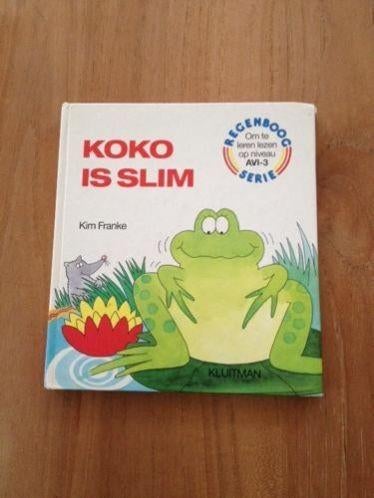 KOKO
IS SLIM
REGENBOOG
Om te
leren lezen
op niveau
AVI-3
SERIE
Kim Franke
KLUITMAN